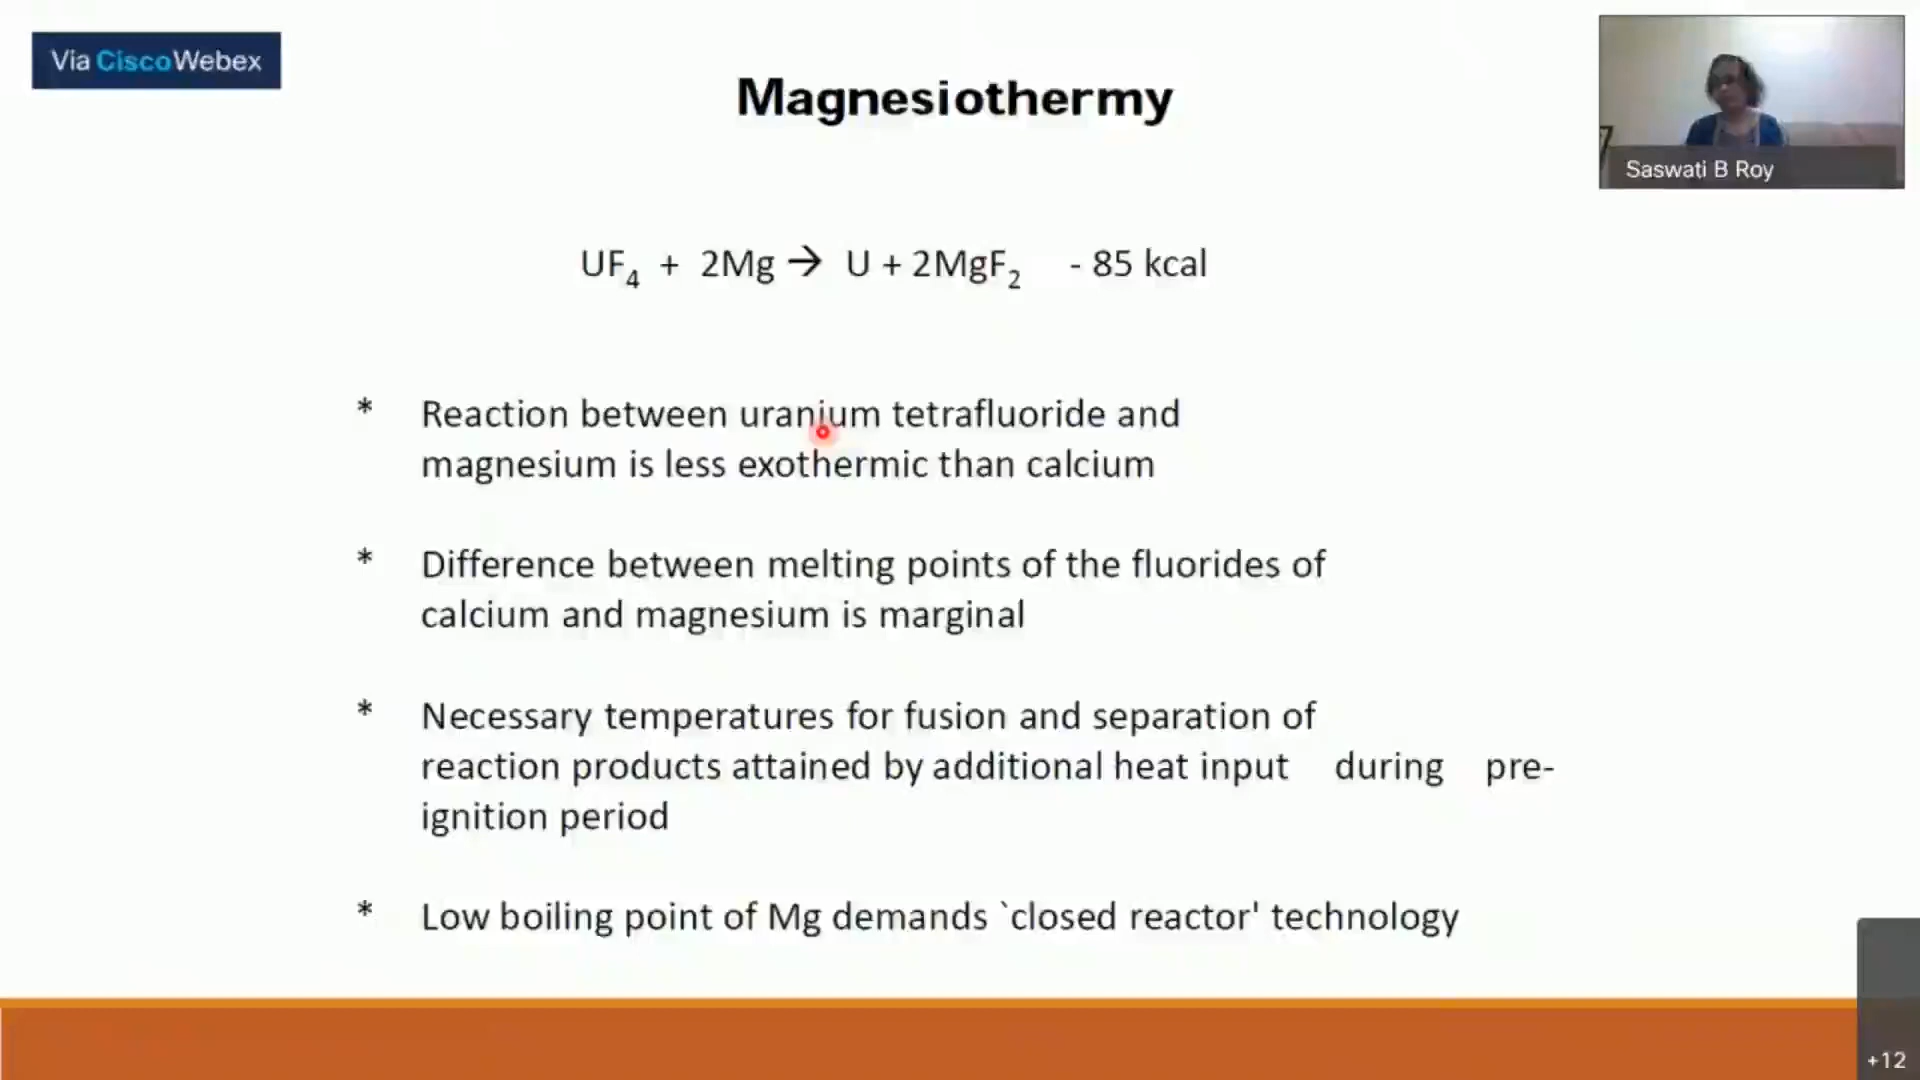 Via CiscoWebex
Magnesiothermy
Saswati B Roy
UF₄ + 2Mg → U + 2MgF₂ - 85 kcal
* Reaction between uranium tetrafluoride and
magnesium is less exothermic than calcium
* Difference between melting points of the fluorides of
calcium and magnesium is marginal
* Necessary temperatures for fusion and separation of
reaction products attained by additional heat input during pre-
ignition period
* Low boiling point of Mg demands `closed reactor' technology
+12